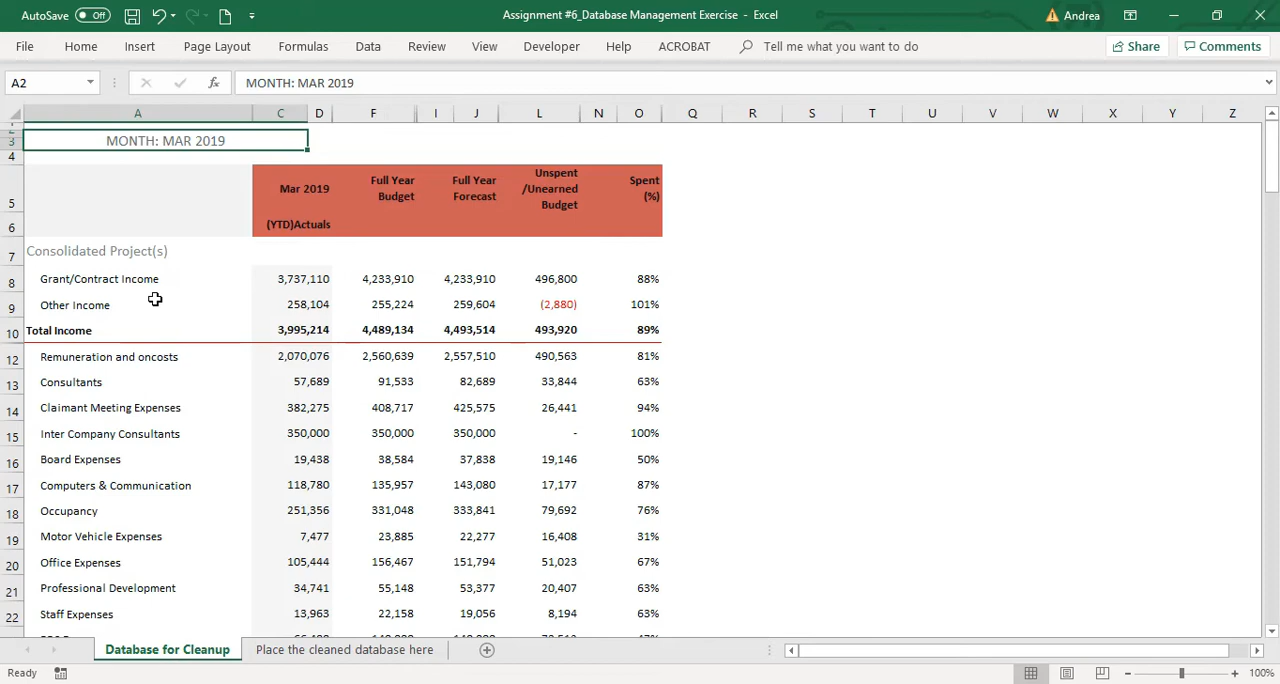 AutoSave Off Assignment #6_Database Management Exercise - Excel Andrea
File Home Insert Page Layout Formulas Data Review View Developer Help ACROBAT Tell me what you want to do Share Comments
A2 fx MONTH: MAR 2019
A C D F I J L N O Q R S T U V W X Y Z
3 MONTH: MAR 2019
4
Mar 2019 Full Year Full Year Unspent Spent
5 Budget Forecast /Unearned (%)
Budget
6 (YTD)Actuals
7 Consolidated Project(s)
8 Grant/Contract Income 3,737,110 4,233,910 4,233,910 496,800 88%
9 Other Income 258,104 255,224 259,604 (2,880) 101%
10 Total Income 3,995,214 4,489,134 4,493,514 493,920 89%
12 Remuneration and oncosts 2,070,076 2,560,639 2,557,510 490,563 81%
13 Consultants 57,689 91,533 82,689 33,844 63%
14 Claimant Meeting Expenses 382,275 408,717 425,575 26,441 94%
15 Inter Company Consultants 350,000 350,000 350,000 - 100%
16 Board Expenses 19,438 38,584 37,838 19,146 50%
17 Computers & Communication 118,780 135,957 143,080 17,177 87%
18 Occupancy 251,356 331,048 333,841 79,692 76%
19 Motor Vehicle Expenses 7,477 23,885 22,277 16,408 31%
20 Office Expenses 105,444 156,467 151,794 51,023 67%
21 Professional Development 34,741 55,148 53,377 20,407 63%
22 Staff Expenses 13,963 22,158 19,056 8,194 63%
Database for Cleanup Place the cleaned database here
Ready 100%